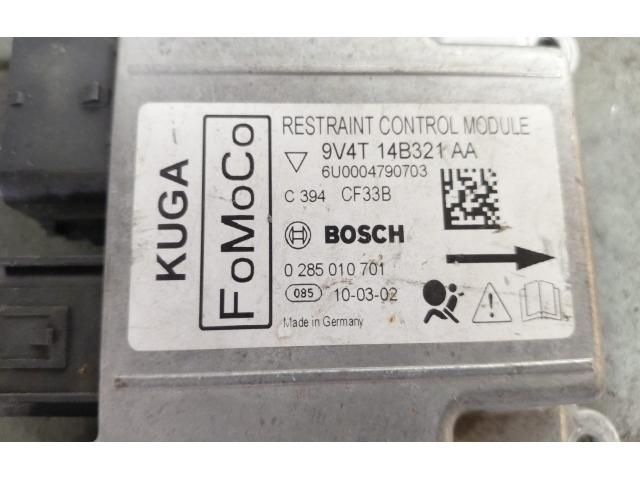 KUGA
FoMoCo
RESTRAINT CONTROL MODULE
9V4T 14B321 AA
6U0004790703
C 394 CF33B
BOSCH
0 285 010 701
085 10-03-02
Made in Germany